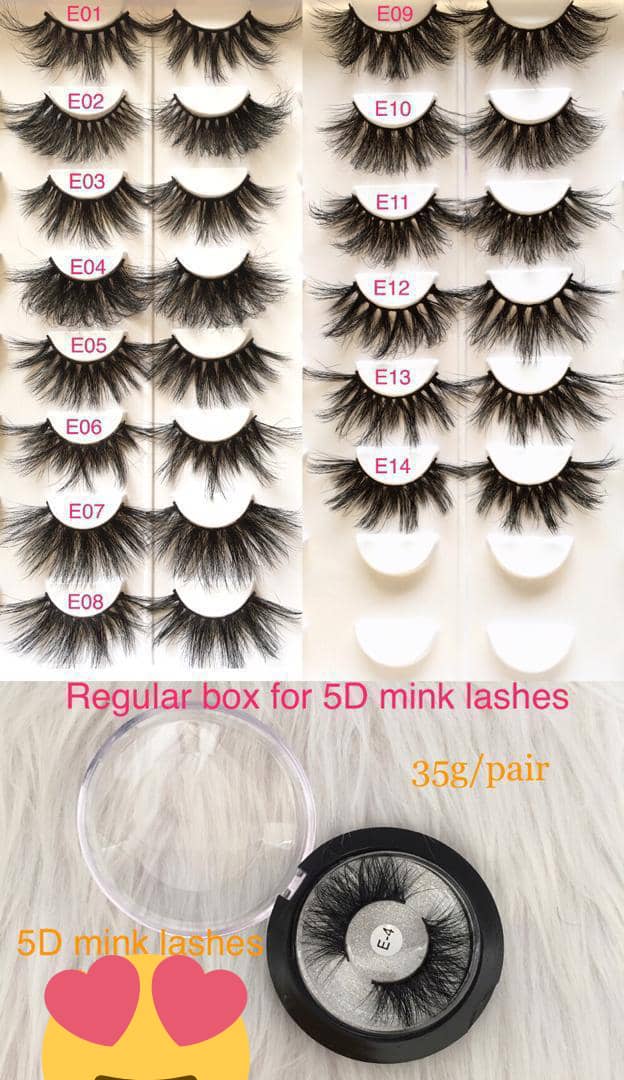 E01
E02
E03
E04
E05
E06
E07
E08
E09
E10
E11
E12
E13
E14
Regular box for 5D mink lashes
35g/pair
5D mink lashes
E-4